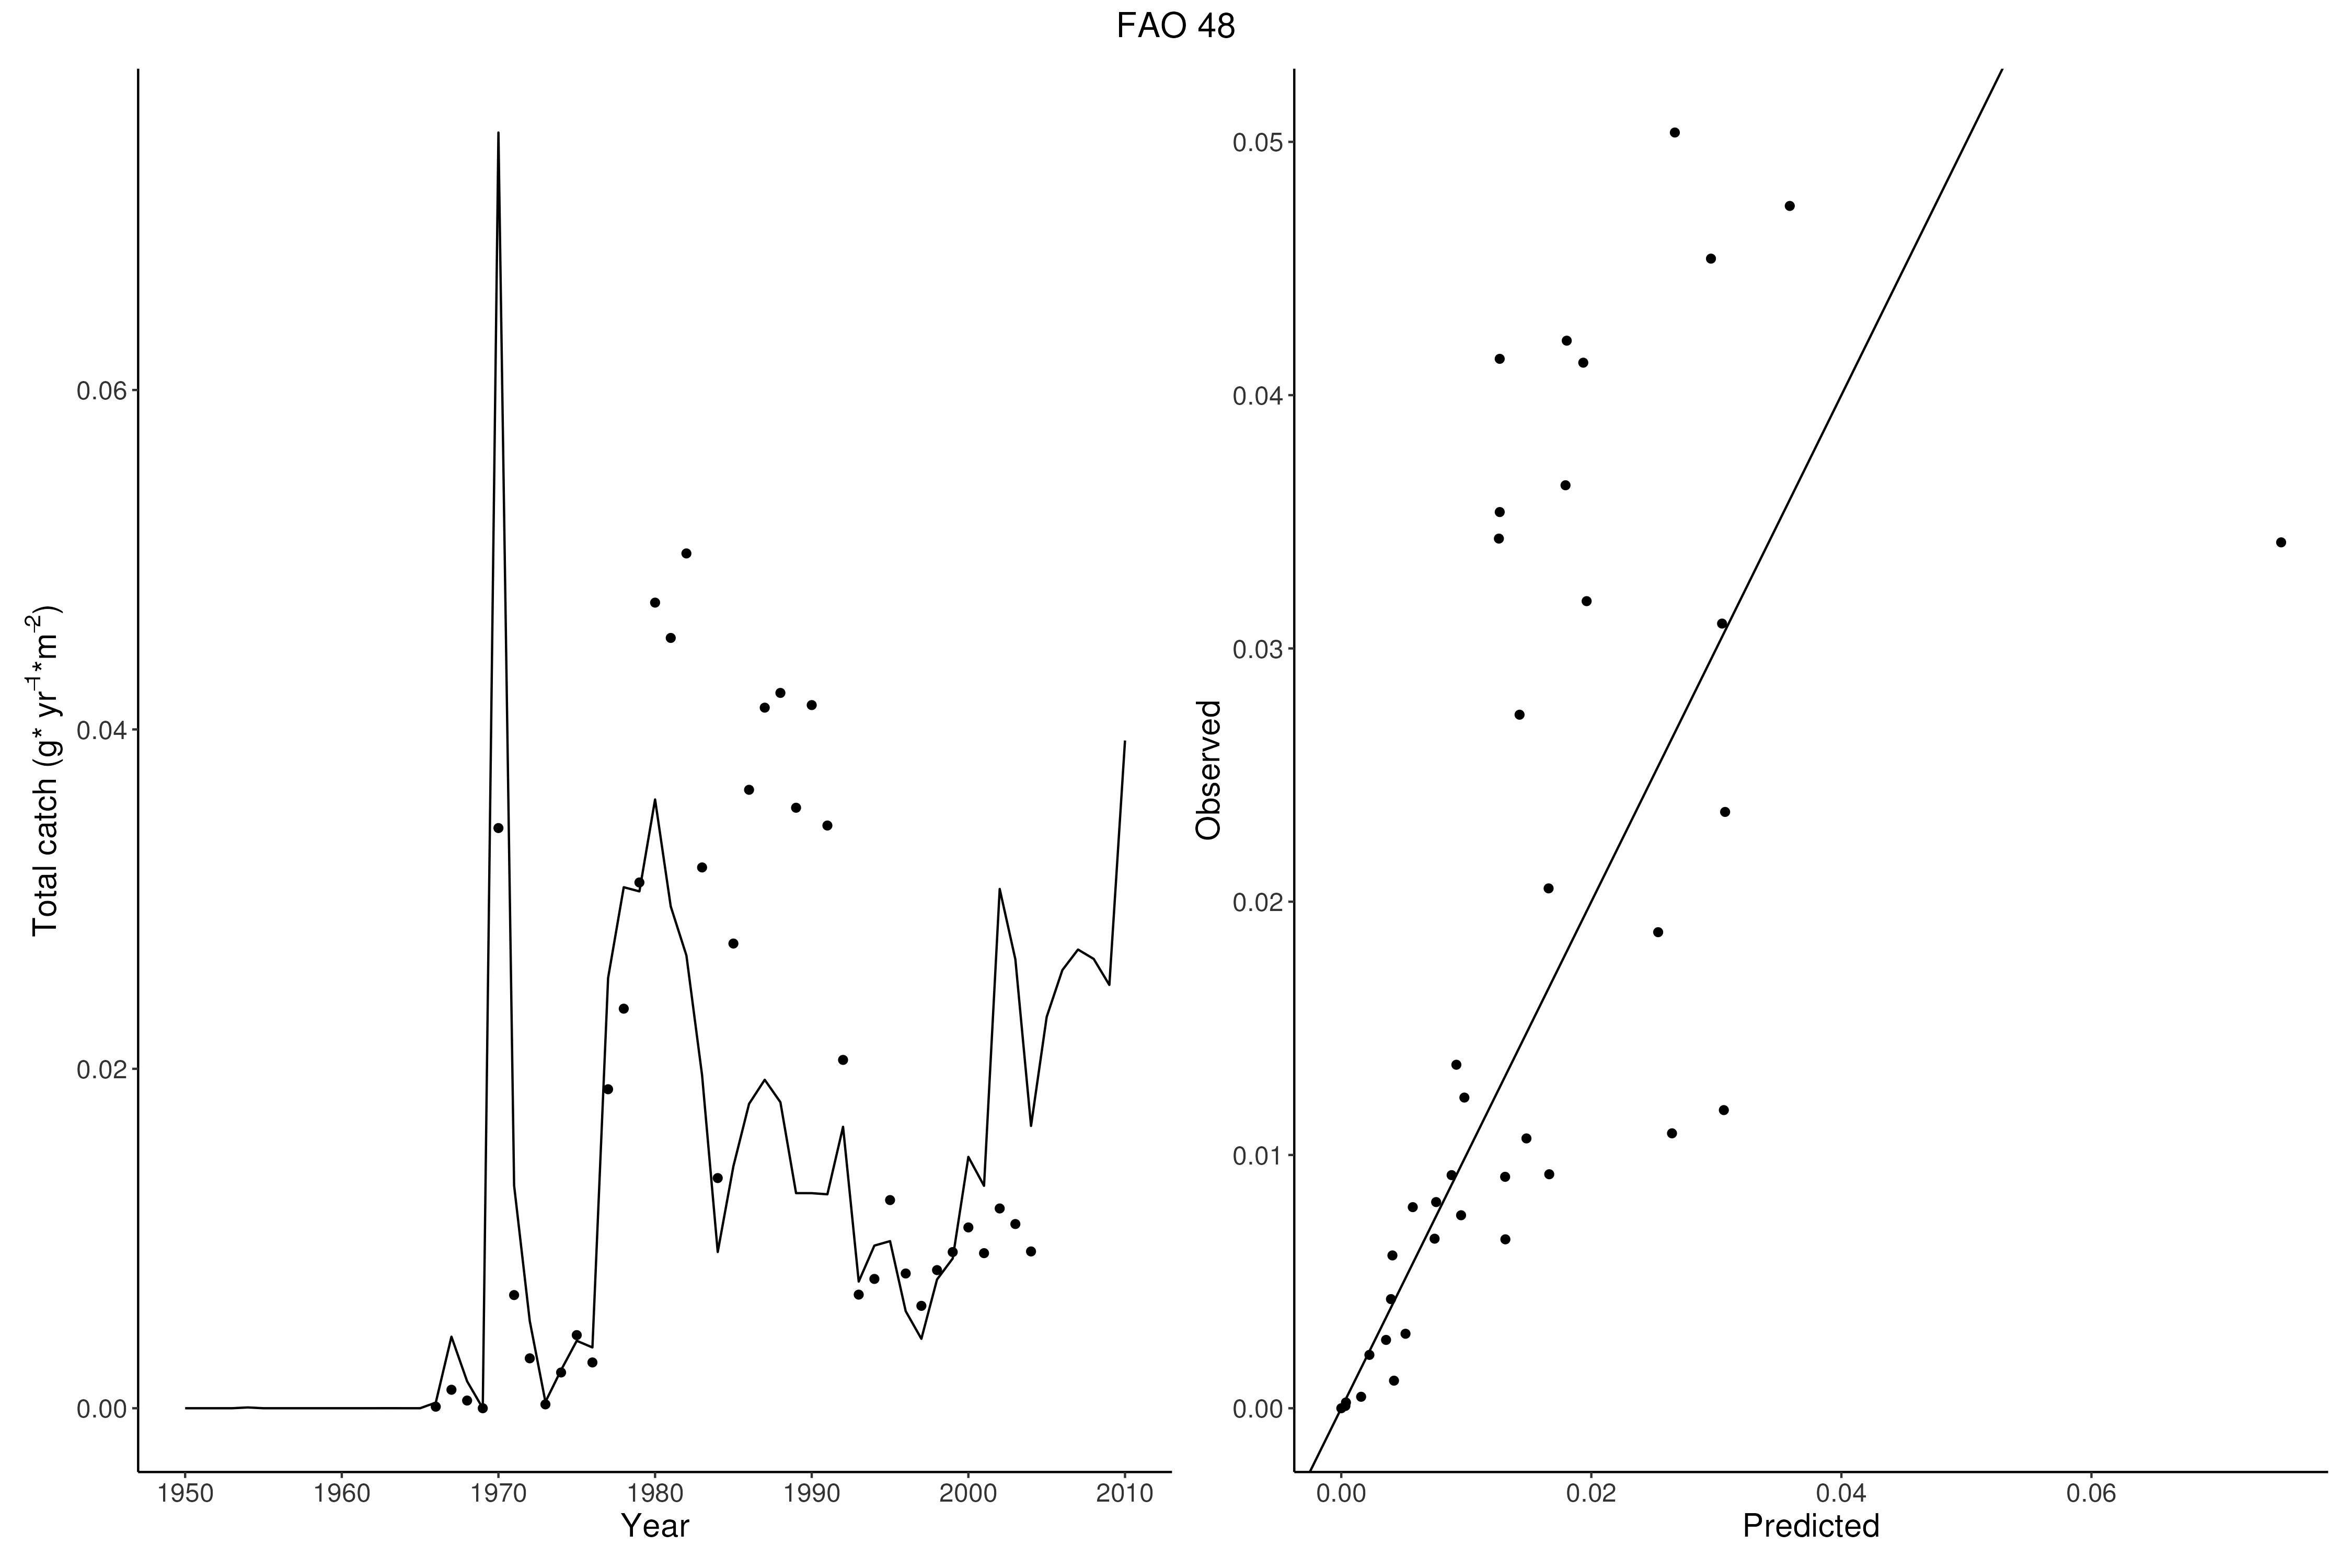 FAO 48
Total catch (g* yr⁻¹*m⁻²)
0.06
0.04
0.02
0.00
1950 1960 1970 1980 1990 2000 2010
Year
Observed
0.05
0.04
0.03
0.02
0.01
0.00
0.00 0.02 0.04 0.06
Predicted